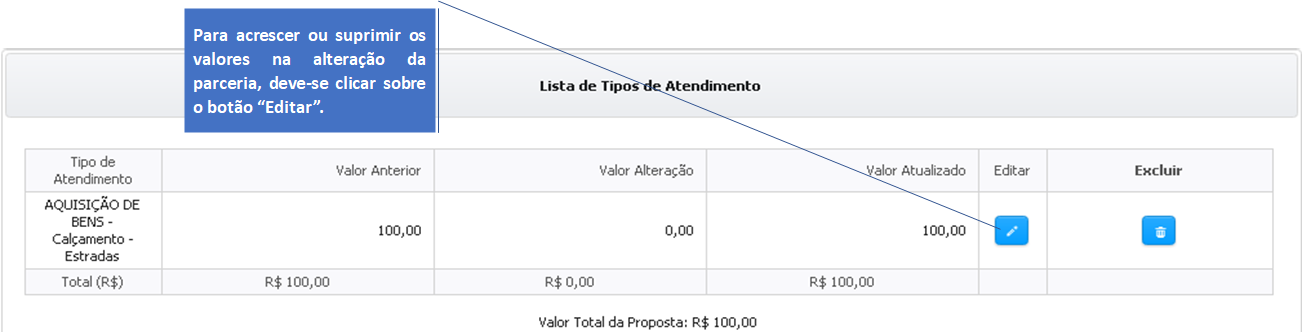 Para acrescer ou suprimir os
valores na alteração da
parceria, deve-se clicar sobre
o botão “Editar”.
Lista de Tipos de Atendimento
Tipo de
Atendimento
Valor Anterior
Valor Alteração
Valor Atualizado
Editar
Excluir
AQUISIÇÃO DE
BENS -
Calçamento -
Estradas
100,00
0,00
100,00
Total (R$)
R$ 100,00
R$ 0,00
R$ 100,00
Valor Total da Proposta: R$ 100,00